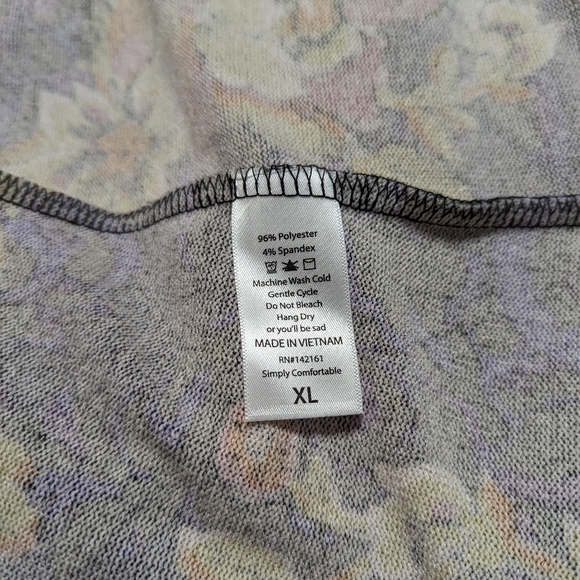 96% Polyester
4% Spandex
Machine Wash Cold
Gentle Cycle
Do Not Bleach
Hang Dry
or you'll be sad
MADE IN VIETNAM
RN#142161
Simply Comfortable
XL